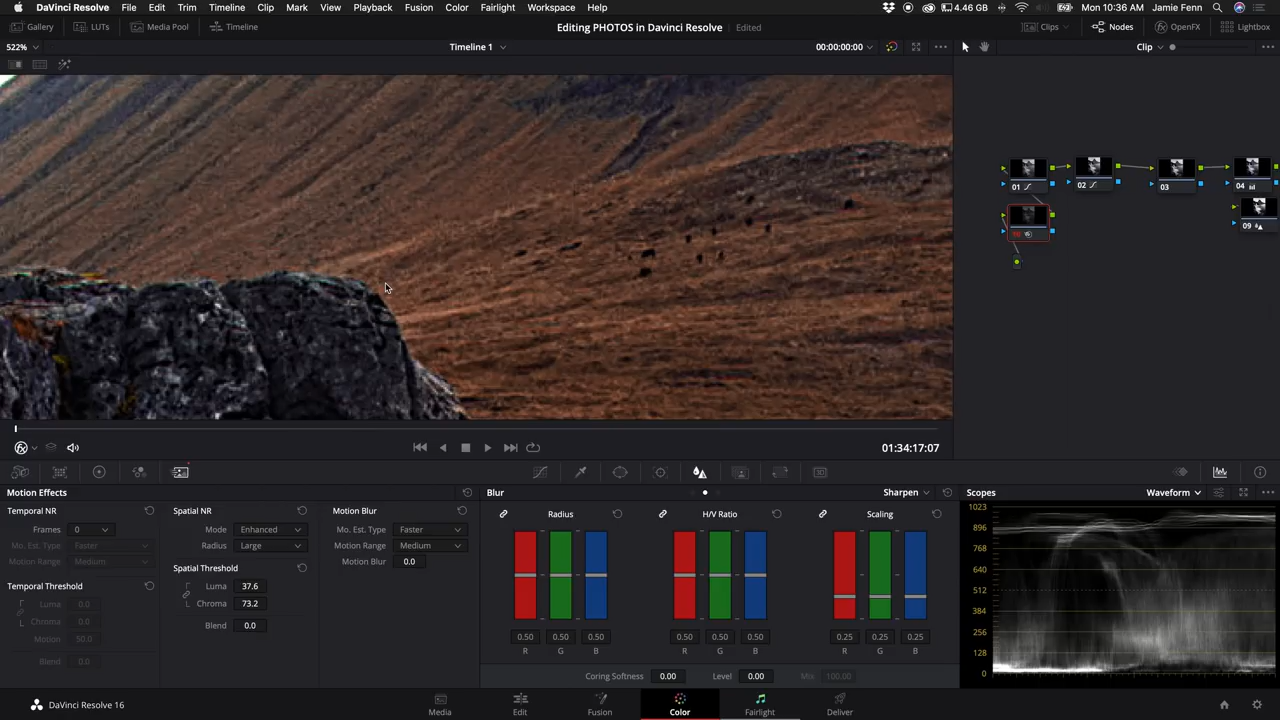 DaVinci Resolve File Edit Trim Timeline Clip Mark View Playback Fusion Color Fairlight Workspace Help 4.46 GB Mon 10:36 AM Jamie Fenn
Gallery LUTs Media Pool Timeline Editing PHOTOS in DaVinci Resolve Edited Clips Nodes OpenFX Lightbox
522% Timeline 1 00:00:00:00 Clip
01 02 03 04
09
01:34:17:07
Motion Effects Blur Sharpen Scopes Waveform
Temporal NR Spatial NR Motion Blur Radius H/V Ratio Scaling 1023
Frames 0 Mode Enhanced Mo. Est. Type Faster 896
Mo. Est. Type Faster Radius Large Motion Range Medium 768
Motion Range Medium Spatial Threshold Motion Blur 0.0 640
Temporal Threshold Luma 37.6 512
Luma 0.0 Chroma 73.2 384
Chroma 0.0 Blend 0.0 256
Motion 50.0 0.50 0.50 0.50 0.50 0.50 0.50 0.25 0.25 0.25 128
R G B R G B R G B
Blend 0.0 0
Coring Softness 0.00 Level 0.00 Mix 100.00
DaVinci Resolve 16 Media Edit Fusion Color Fairlight Deliver